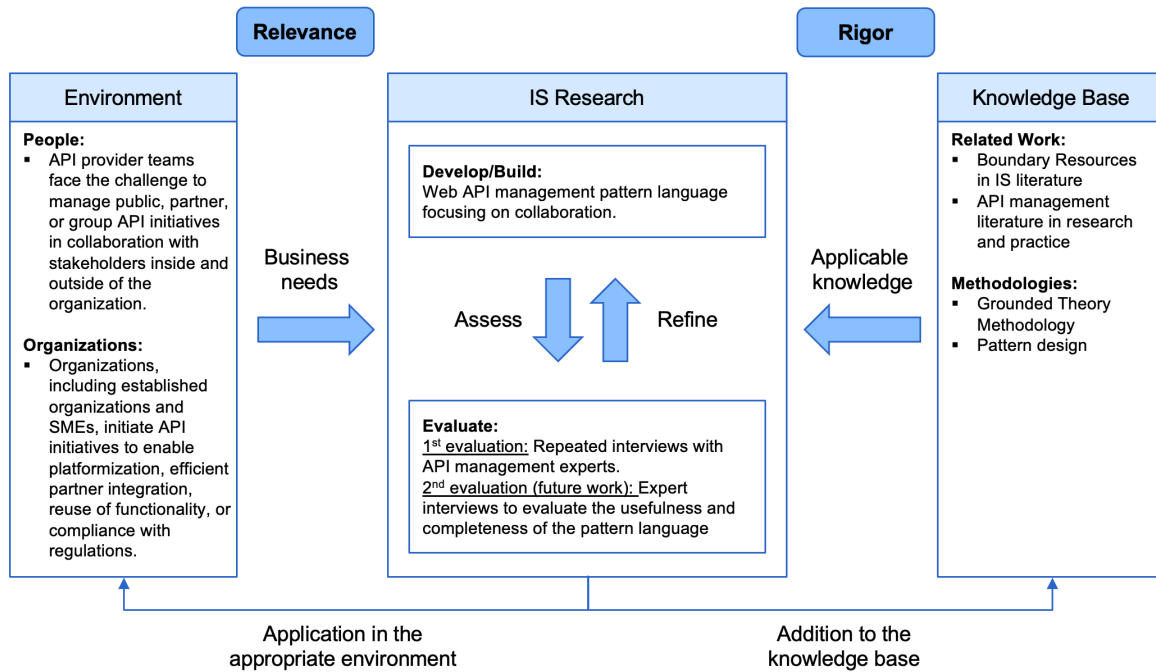 Relevance
Rigor
Environment
People:
▪ API provider teams
face the challenge to
manage public, partner,
or group API initiatives
in collaboration with
stakeholders inside and
outside of the
organization.
Organizations:
▪ Organizations,
including established
organizations and
SMEs, initiate API
initiatives to enable
platformization, efficient
partner integration,
reuse of functionality, or
compliance with
regulations.
Business
needs
IS Research
Develop/Build:
Web API management pattern language
focusing on collaboration.
Assess
Refine
Evaluate:
1st evaluation: Repeated interviews with
API management experts.
2nd evaluation (future work): Expert
interviews to evaluate the usefulness and
completeness of the pattern language
Applicable
knowledge
Knowledge Base
Related Work:
▪ Boundary Resources
in IS literature
▪ API management
literature in research
and practice
Methodologies:
▪ Grounded Theory
Methodology
▪ Pattern design
Application in the
appropriate environment
Addition to the
knowledge base